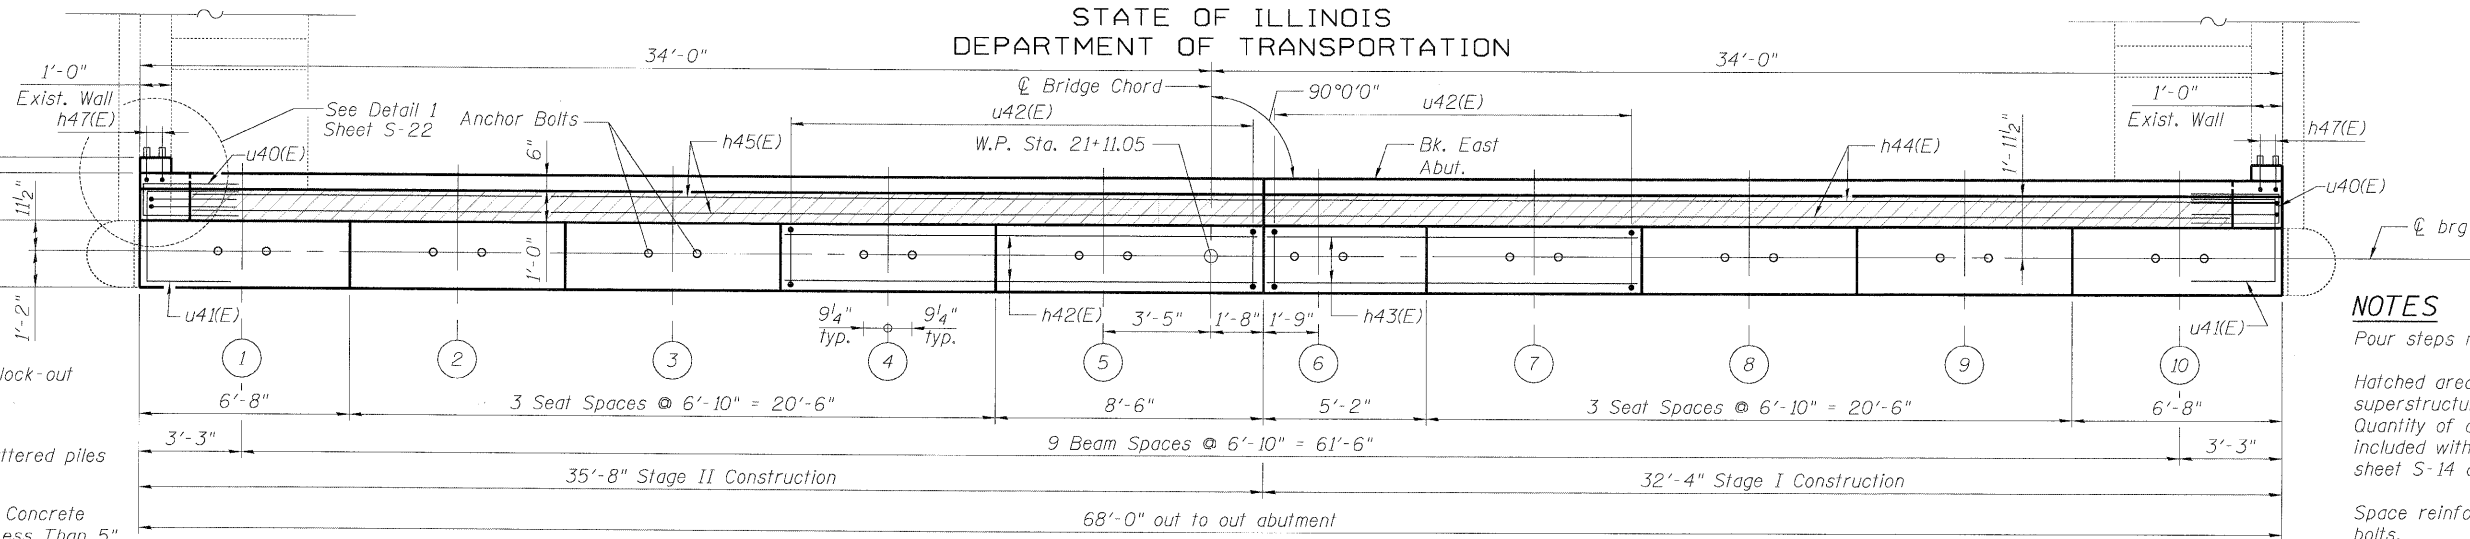 STATE OF ILLINOIS
DEPARTMENT OF TRANSPORTATION
34'-0"
34'-0"
1'-0"
Exist. Wall
h47(E)
See Detail 1
Sheet S-22
Anchor Bolts
℄ Bridge Chord
90°0'0"
u42(E)
u42(E)
W.P. Sta. 21+11.05
Bk. East
Abut.
1'-11½"
1'-0"
Exist. Wall
h47(E)
u40(E)
6"
h45(E)
h44(E)
u40(E)
11½"
1'-0"
1'-2"
℄ brg
u41(E)
9¼"
typ.
9¼"
typ.
h42(E)
3'-5"
1'-8"
1'-9"
h43(E)
u41(E)
1
2
3
4
5
6
7
8
9
10
6'-8"
3 Seat Spaces @ 6'-10" = 20'-6"
8'-6"
5'-2"
3 Seat Spaces @ 6'-10" = 20'-6"
6'-8"
3'-3"
9 Beam Spaces @ 6'-10" = 61'-6"
3'-3"
35'-8" Stage II Construction
32'-4" Stage I Construction
68'-0" out to out abutment
lock-out
ttered piles
Concrete
ess Than 5"
NOTES
Pour steps
Hatched area
superstructu
Quantity of
included with
sheet S-14
Space reinfo
bolts.